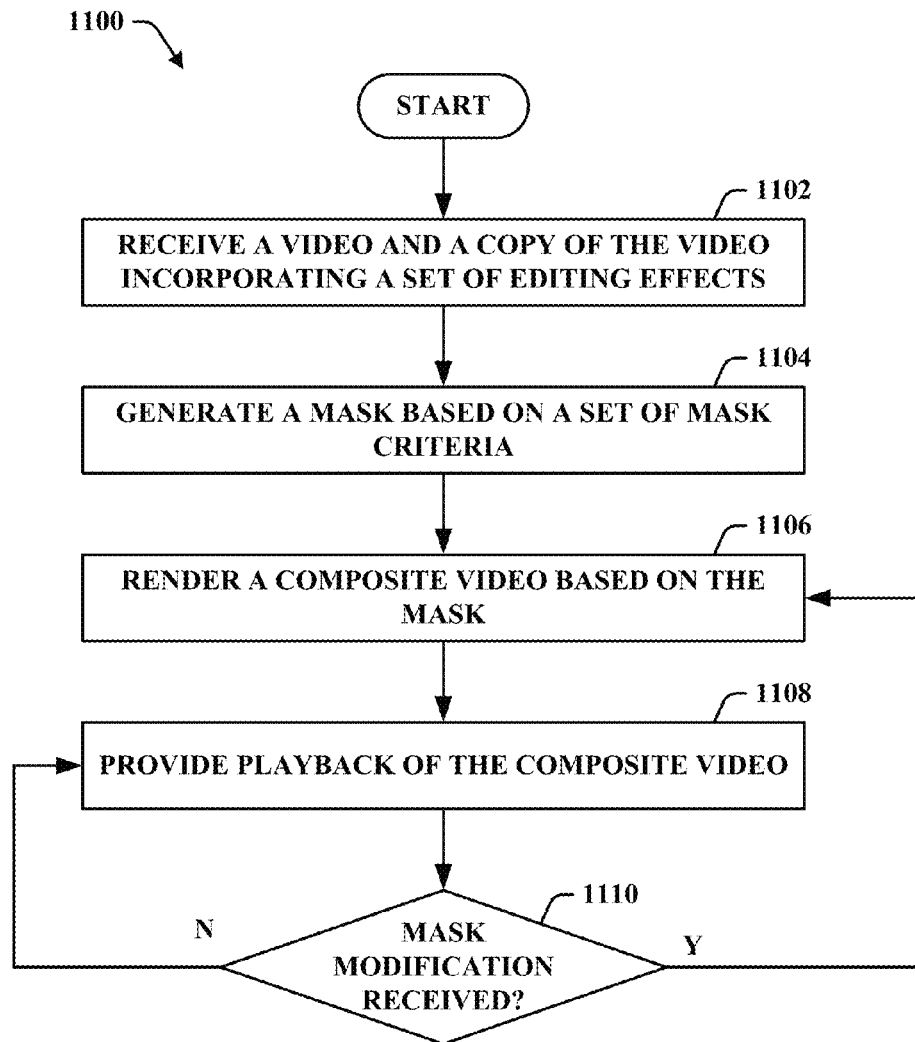 1100
START
1102
RECEIVE A VIDEO AND A COPY OF THE VIDEO
INCORPORATING A SET OF EDITING EFFECTS
1104
GENERATE A MASK BASED ON A SET OF MASK
CRITERIA
1106
RENDER A COMPOSITE VIDEO BASED ON THE
MASK
1108
PROVIDE PLAYBACK OF THE COMPOSITE VIDEO
1110
N
MASK
MODIFICATION
RECEIVED?
Y